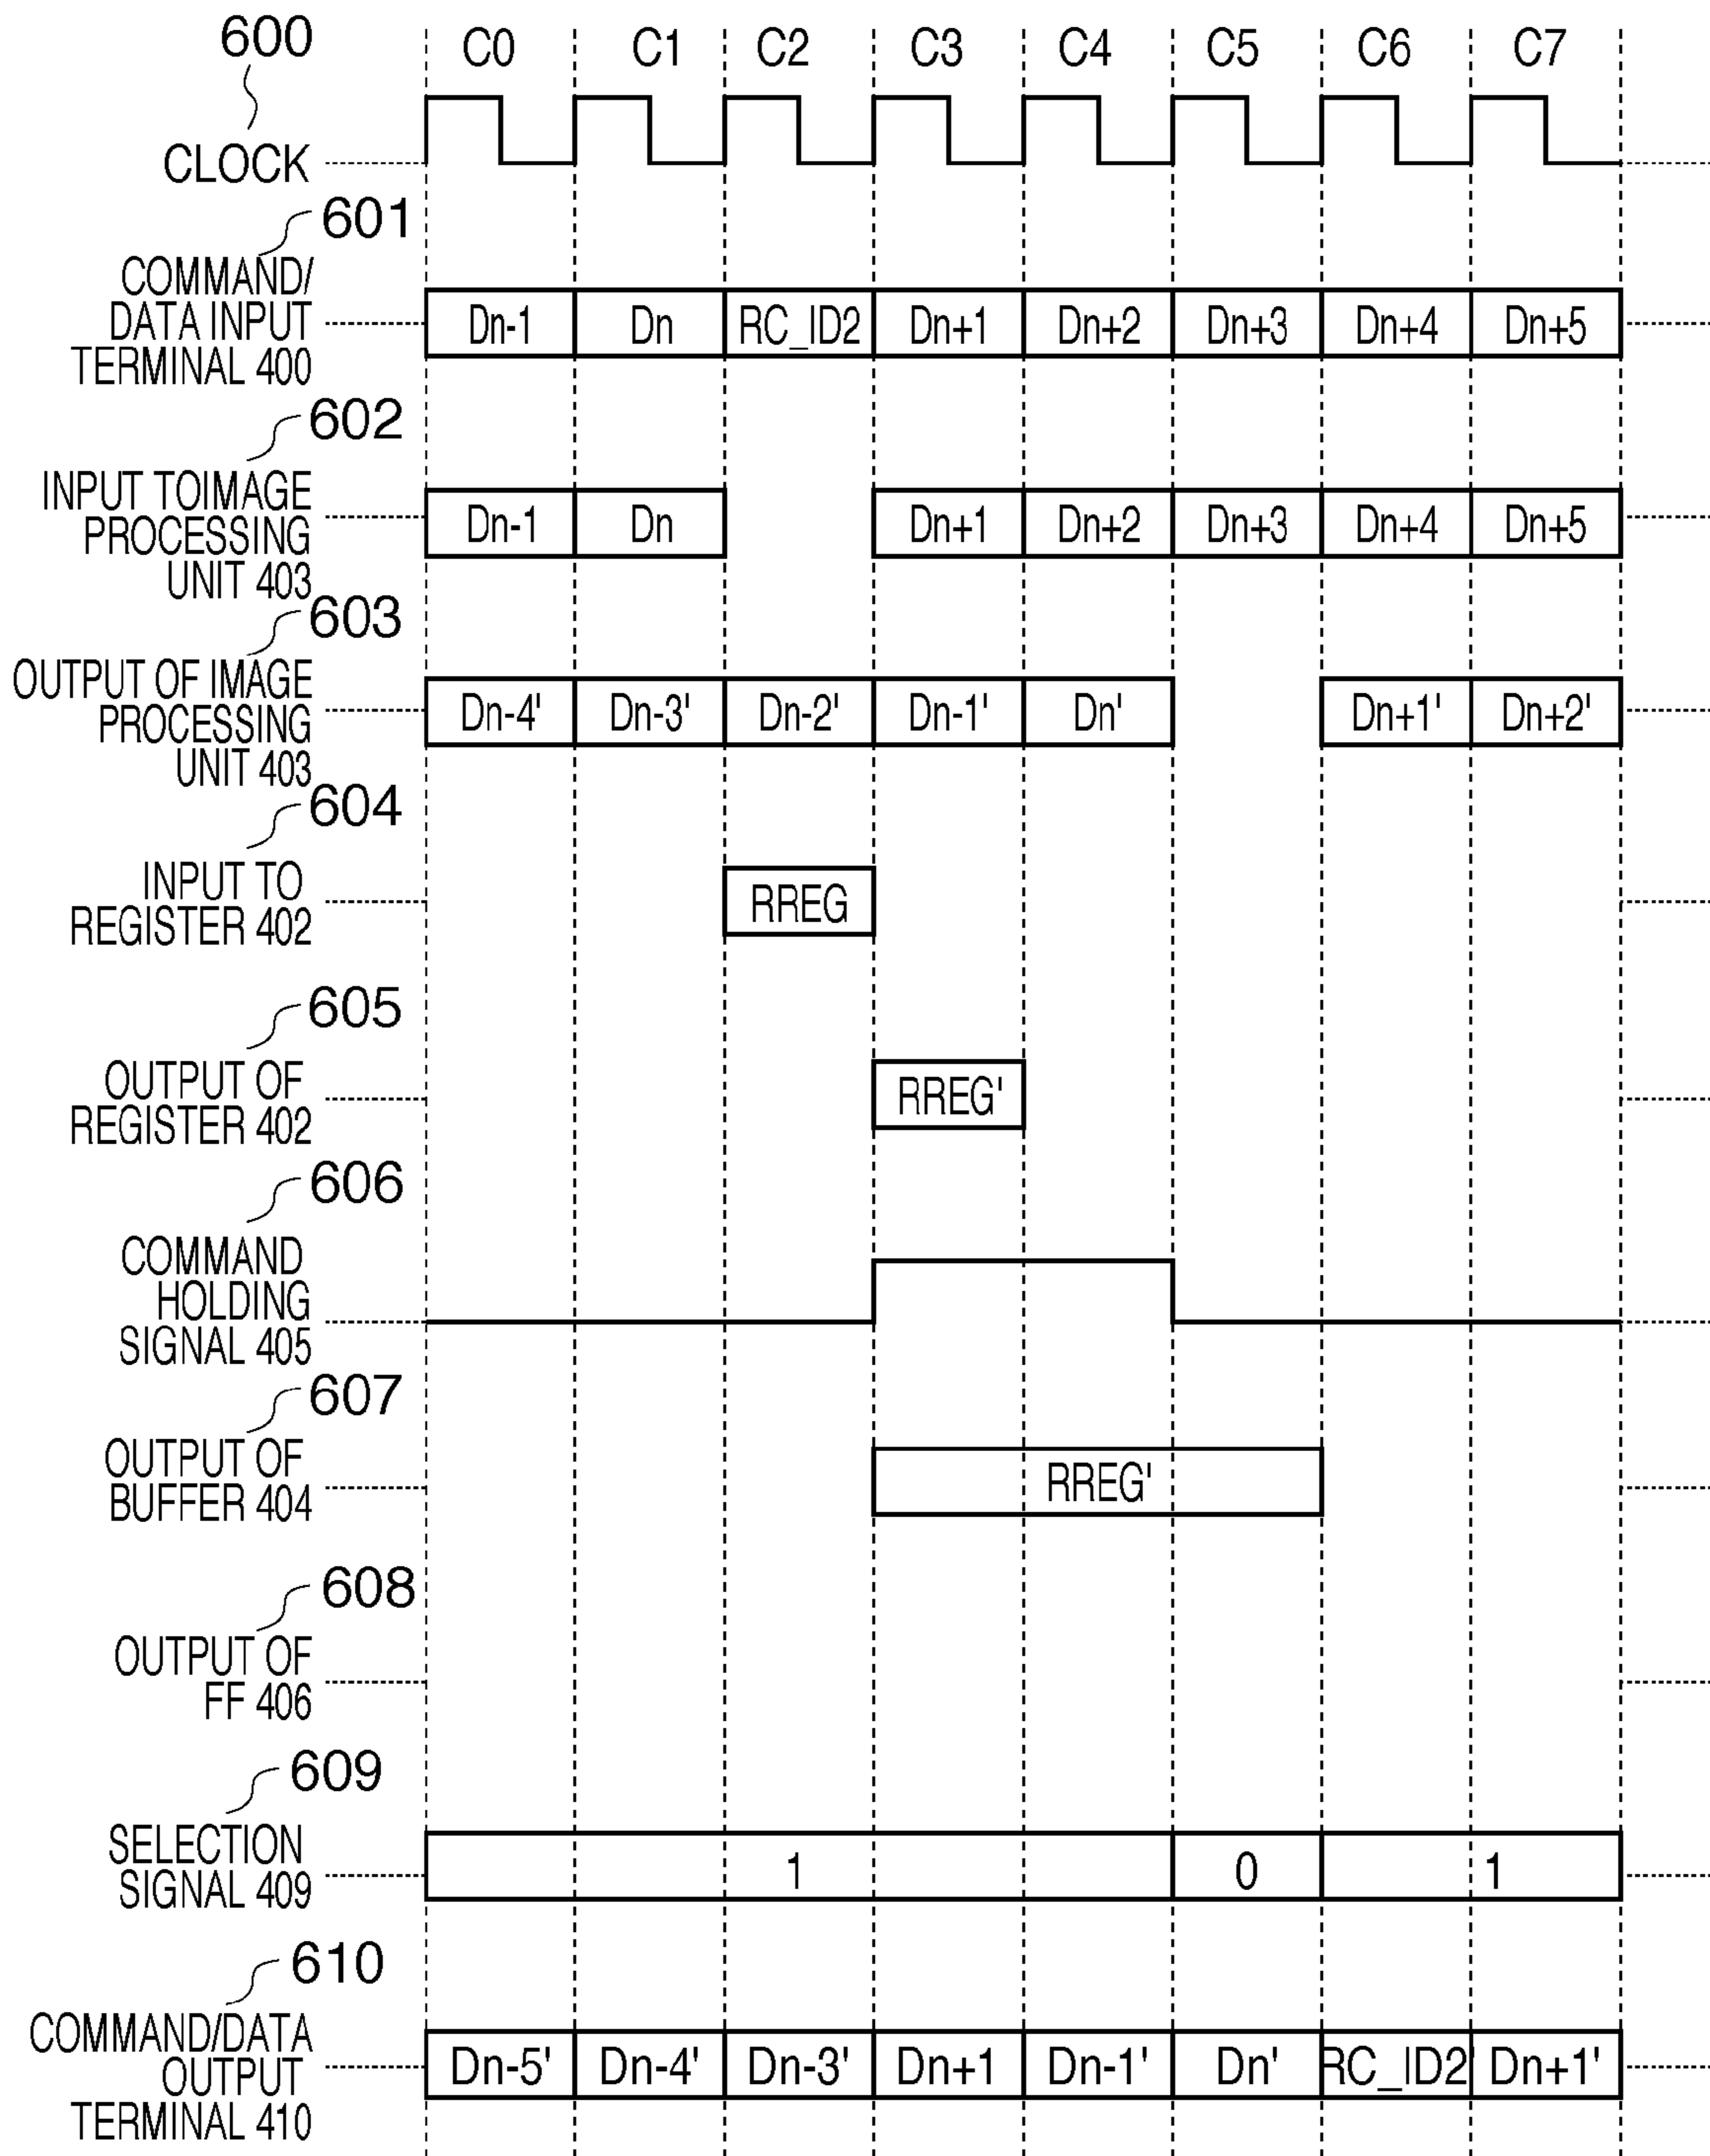 600
C0 C1 C2 C3 C4 C5 C6 C7
CLOCK
601
COMMAND/
DATA INPUT
TERMINAL 400
Dn-1 Dn RC_ID2 Dn+1 Dn+2 Dn+3 Dn+4 Dn+5
602
INPUT TOIMAGE
PROCESSING
UNIT 403
Dn-1 Dn Dn+1 Dn+2 Dn+3 Dn+4 Dn+5
603
OUTPUT OF IMAGE
PROCESSING
UNIT 403
Dn-4' Dn-3' Dn-2' Dn-1' Dn' Dn+1' Dn+2'
604
INPUT TO
REGISTER 402
RREG
605
OUTPUT OF
REGISTER 402
RREG'
606
COMMAND
HOLDING
SIGNAL 405
607
OUTPUT OF
BUFFER 404
RREG'
608
OUTPUT OF
FF 406
609
SELECTION
SIGNAL 409
1 0 1
610
COMMAND/DATA
OUTPUT
TERMINAL 410
Dn-5' Dn-4' Dn-3' Dn+1 Dn-1' Dn' RC_ID2' Dn+1'